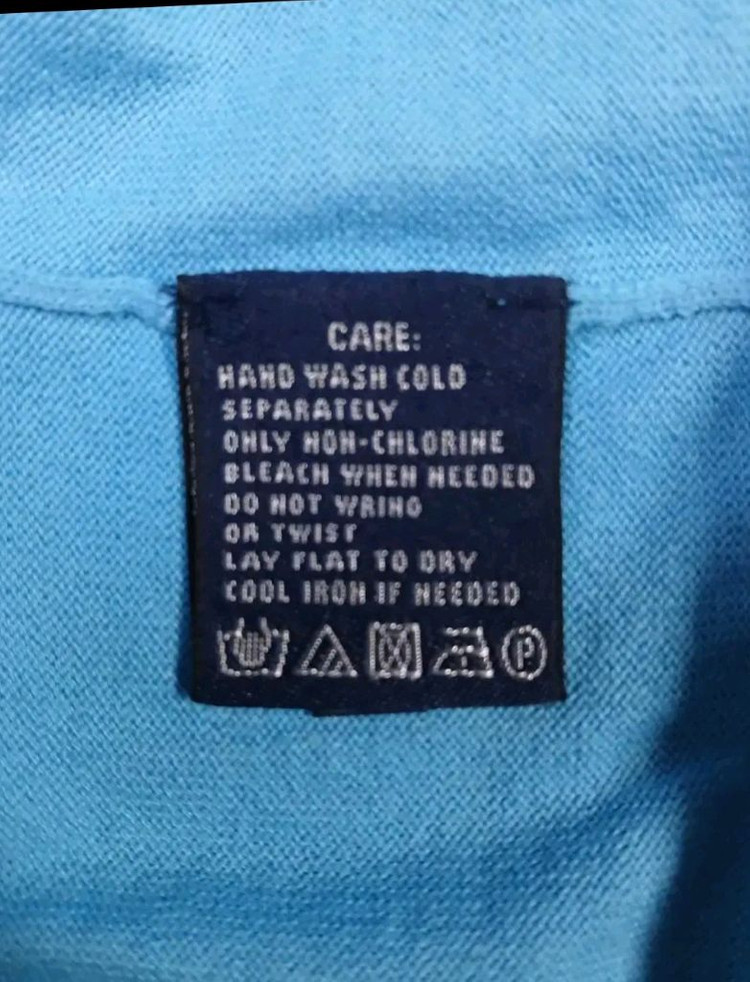 CARE:
HAND WASH COLD
SEPARATELY
ONLY NON-CHLORINE
BLEACH WHEN NEEDED
DO NOT WRING
OR TWIST
LAY FLAT TO DRY
COOL IRON IF NEEDED
P